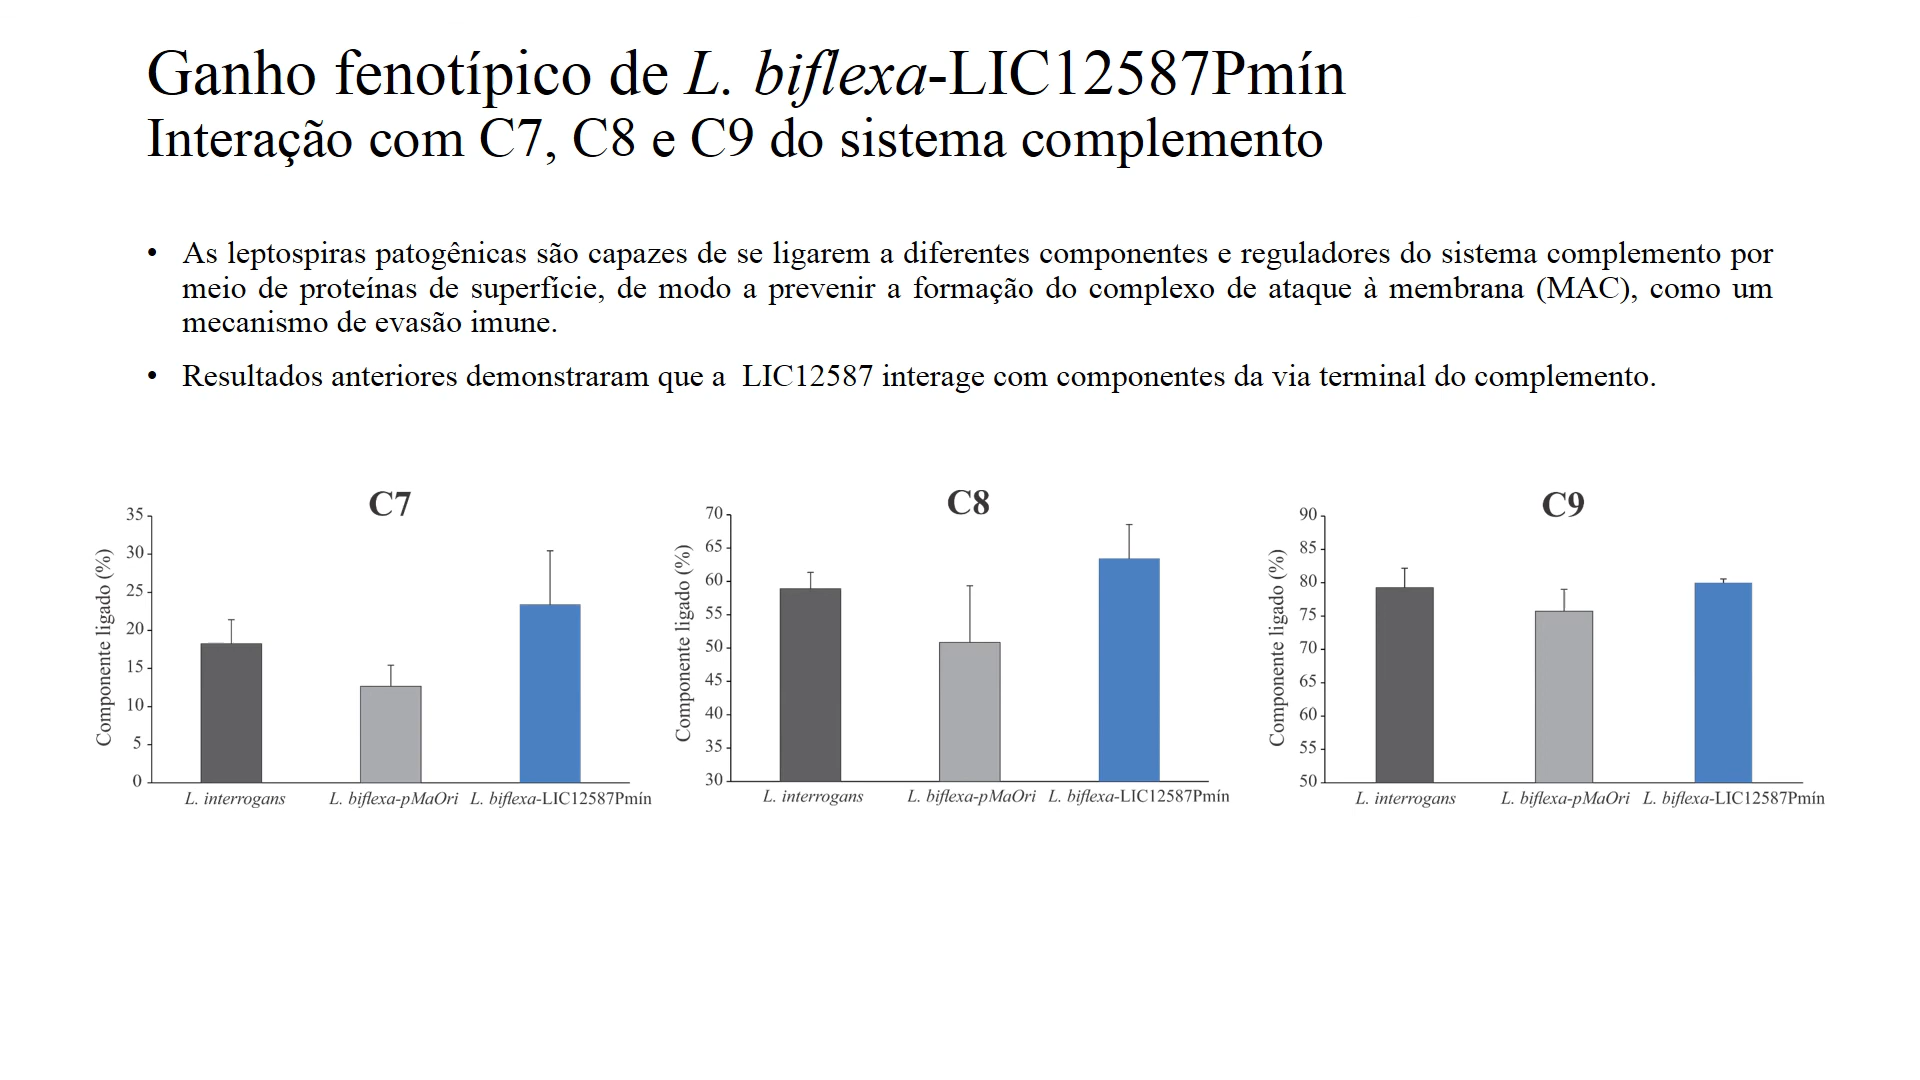 Ganho fenotípico de L. biflexa-LIC12587Pmín
Interação com C7, C8 e C9 do sistema complemento
• As leptospiras patogênicas são capazes de se ligarem a diferentes componentes e reguladores do sistema complemento por
meio de proteínas de superfície, de modo a prevenir a formação do complexo de ataque à membrana (MAC), como um
mecanismo de evasão imune.
• Resultados anteriores demonstraram que a LIC12587 interage com componentes da via terminal do complemento.
C7
Componente ligado (%)
35
30
25
20
15
10
5
0
L. interrogans
L. biflexa-pMaOri
L. biflexa-LIC12587Pmín
C8
Componente ligado (%)
70
65
60
55
50
45
40
35
30
L. interrogans
L. biflexa-pMaOri
L. biflexa-LIC12587Pmín
C9
Componente ligado (%)
90
85
80
75
70
65
60
55
50
L. interrogans
L. biflexa-pMaOri
L. biflexa-LIC12587Pmín